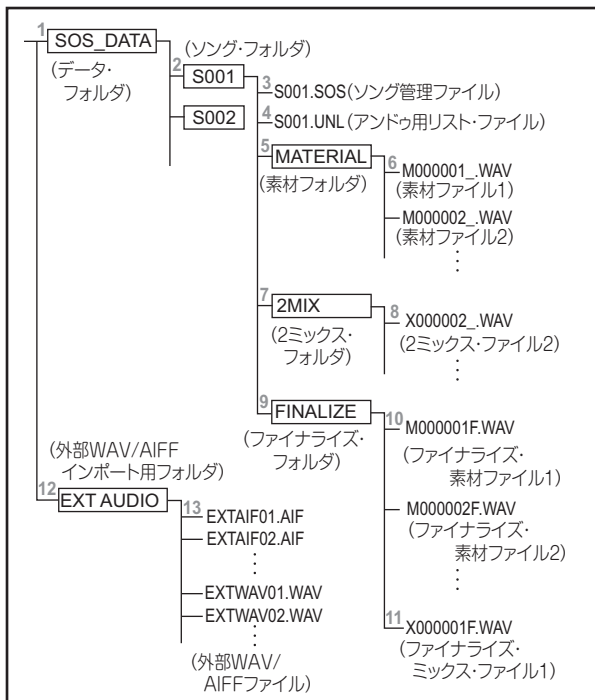 1
SOS_DATA
(データ・
フォルダ)
(ソング・フォルダ)
2
S001
S002
3
S001.SOS(ソング管理ファイル)
4
S001.UNL(アンドゥ用リスト・ファイル)
5
MATERIAL
(素材フォルダ)
6
M000001_.WAV
(素材ファイル1)
M000002_.WAV
(素材ファイル2)
⋮
7
2MIX
(2ミックス・
フォルダ)
8
X000002_.WAV
(2ミックス・ファイル2)
⋮
9
FINALIZE
(ファイナライズ・
フォルダ)
10
M000001F.WAV
(ファイナライズ・
素材ファイル1)
M000002F.WAV
(ファイナライズ・
素材ファイル2)
⋮
11
X000001F.WAV
(ファイナライズ・
ミックス・ファイル1)
(外部WAV/AIFF
インポート用フォルダ)
12
EXT AUDIO
13
EXTAIF01.AIF
EXTAIF02.AIF
⋮
EXTWAV01.WAV
EXTWAV02.WAV
⋮
(外部WAV/
AIFFファイル)